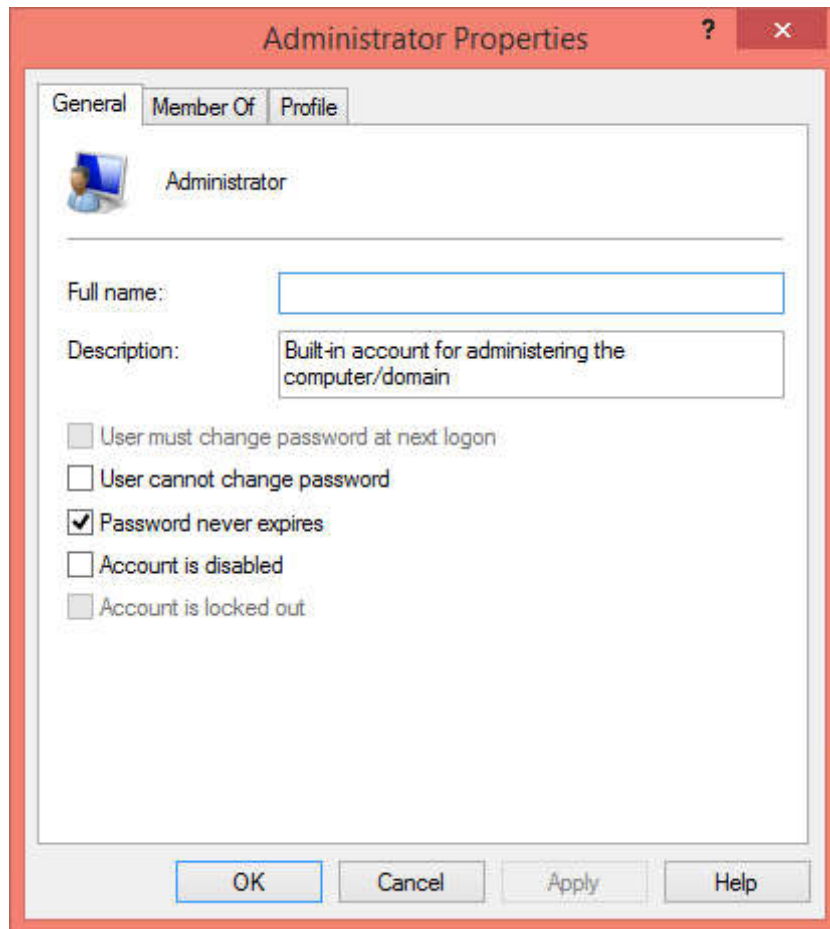 Administrator Properties
?
×
General
Member Of
Profile
Administrator
Full name:
Description:
Built-in account for administering the
computer/domain
User must change password at next logon
User cannot change password
Password never expires
Account is disabled
Account is locked out
OK
Cancel
Apply
Help